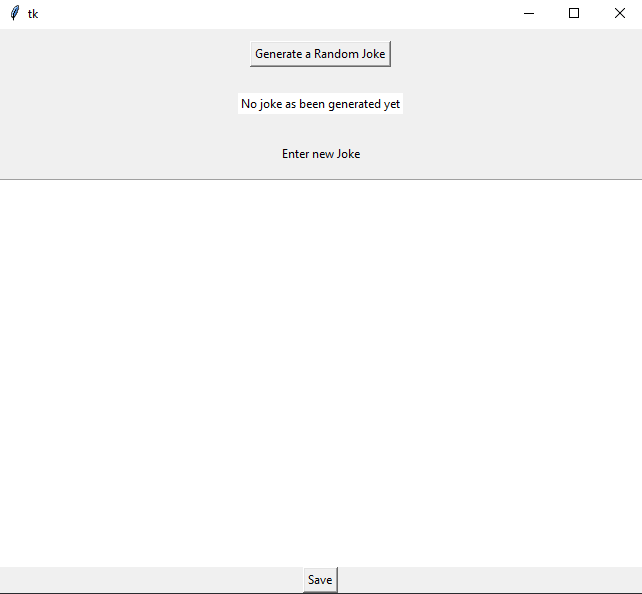 tk
Generate a Random Joke
No joke as been generated yet
Enter new Joke
Save